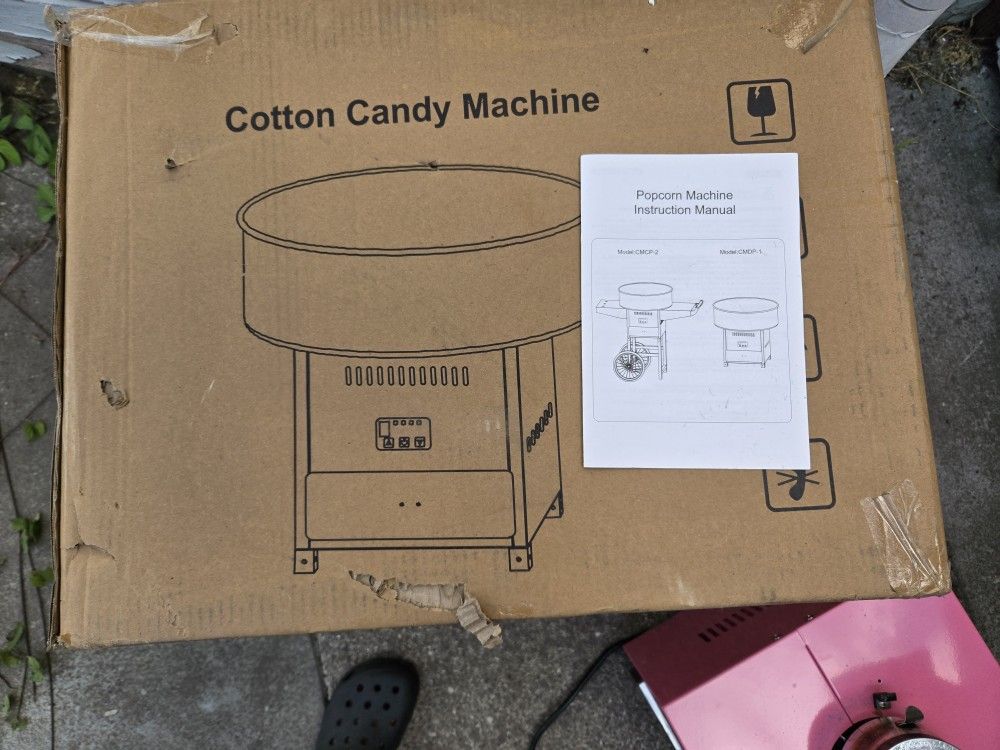 Cotton Candy Machine
Popcorn Machine
Instruction Manual
Model:CMCP-2
Model:CMDP-1